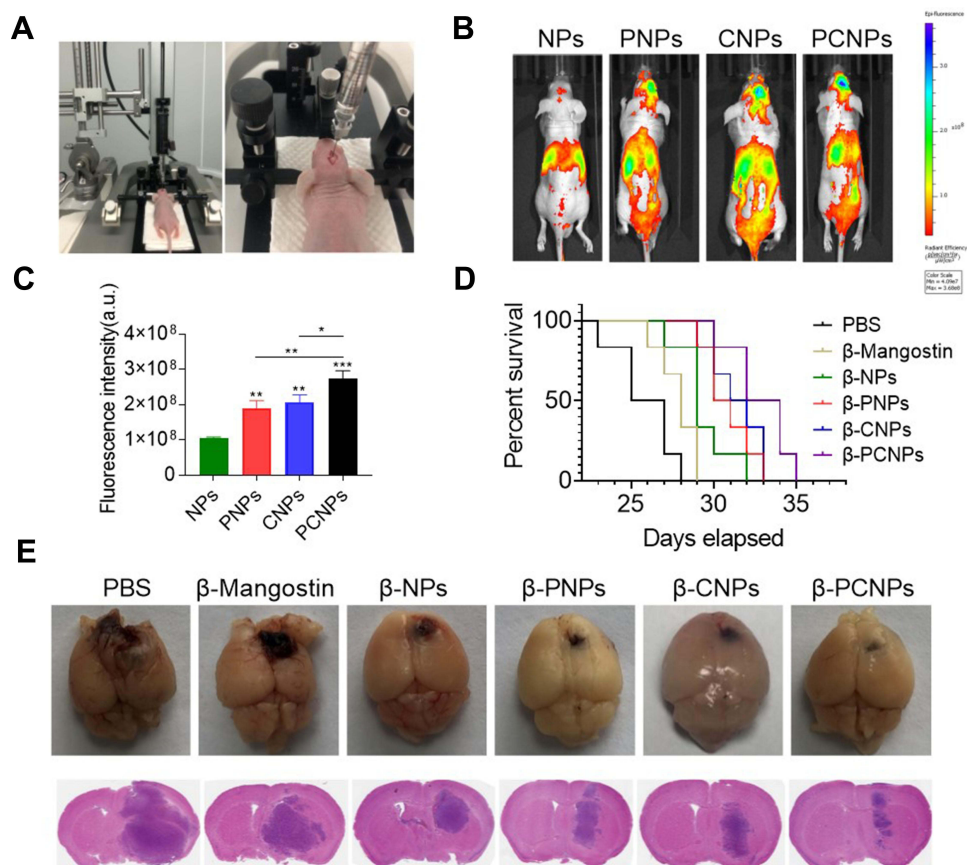 A
B
NPs
PNPs
CNPs
PCNPs
Epi-fluorescence
3.0
2.0
x10⁸
1.0
Radiant Efficiency
Color Scale
Min = 4.09e7
Max = 3.68e8
C
Fluorescence intensity(a.u.)
4×10⁸
3×10⁸
2×10⁸
1×10⁸
0
*
**
***
**
**
NPs
PNPs
CNPs
PCNPs
D
Percent survival
100
50
0
25
30
35
Days elapsed
PBS
β-Mangostin
β-NPs
β-PNPs
β-CNPs
β-PCNPs
E
PBS
β-Mangostin
β-NPs
β-PNPs
β-CNPs
β-PCNPs